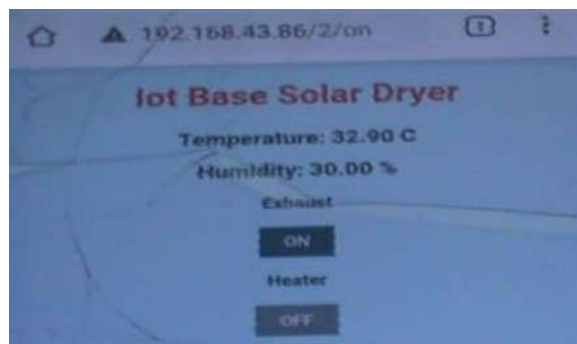 192.168.43.86/2/on
Iot Base Solar Dryer
Temperature: 32.90 C
Humidity: 30.00 %
Exhaust
ON
Heater
OFF